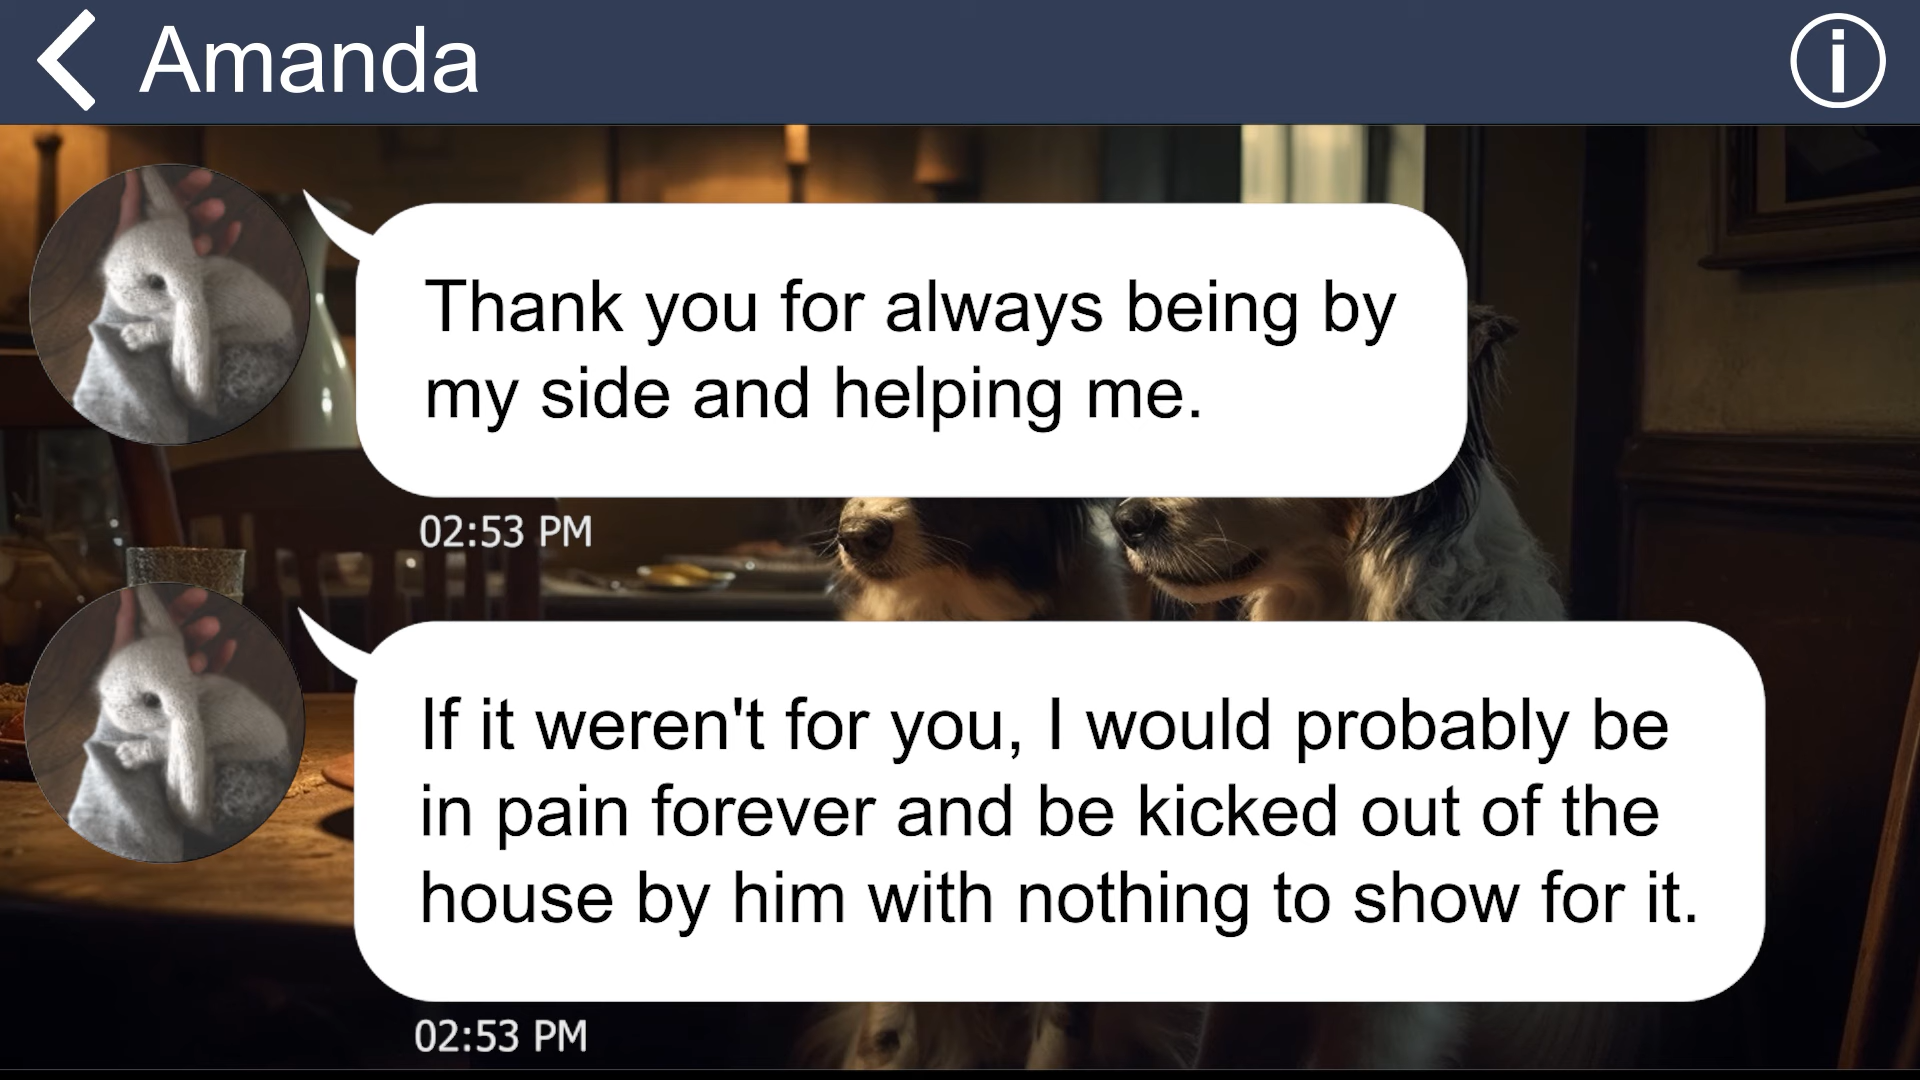 Amanda
Thank you for always being by
my side and helping me.
02:53 PM
If it weren't for you, I would probably be
in pain forever and be kicked out of the
house by him with nothing to show for it.
02:53 PM